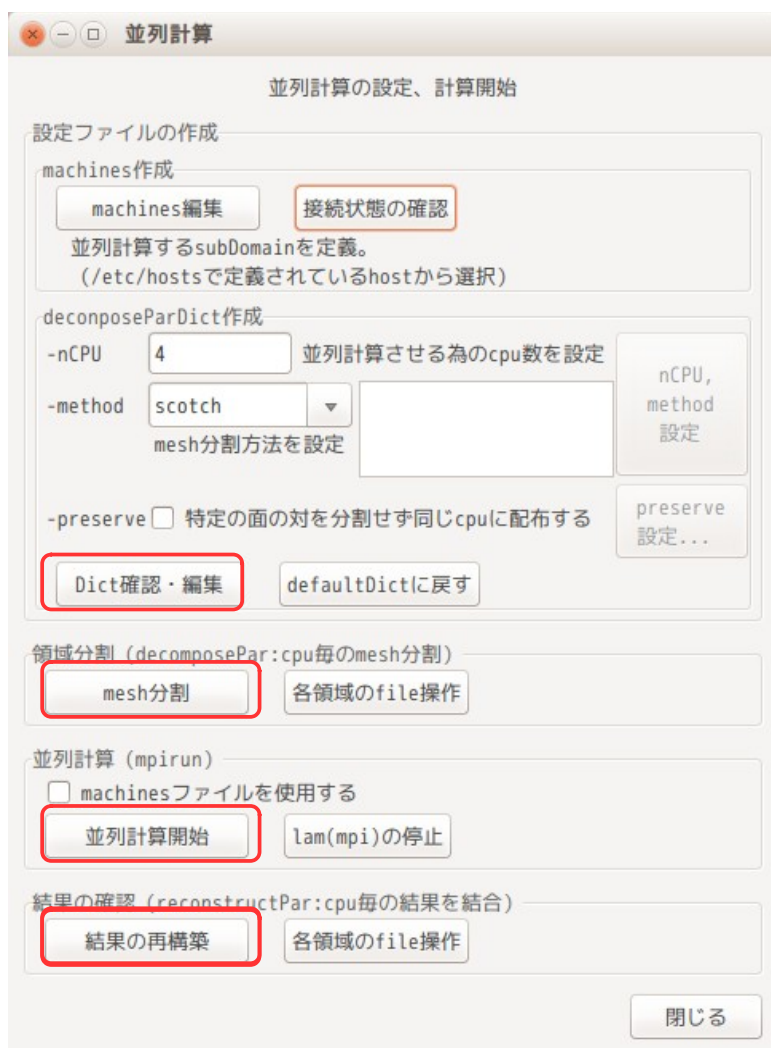 並列計算
並列計算の設定、計算開始
設定ファイルの作成
machines作成
machines編集
接続状態の確認
並列計算するsubDomainを定義。
(/etc/hostsで定義されているhostから選択)
deconposeParDict作成
-nCPU
4
並列計算させる為のcpu数を設定
-method
scotch
mesh分割方法を設定
nCPU,
method
設定
-preserve
特定の面の対を分割せず同じcpuに配布する
preserve
設定...
Dict確認・編集
defaultDictに戻す
領域分割 (decomposePar:cpu毎のmesh分割)
mesh分割
各領域のfile操作
並列計算 (mpirun)
machinesファイルを使用する
並列計算開始
lam(mpi)の停止
結果の確認 (reconstructPar:cpu毎の結果を結合)
結果の再構築
各領域のfile操作
閉じる